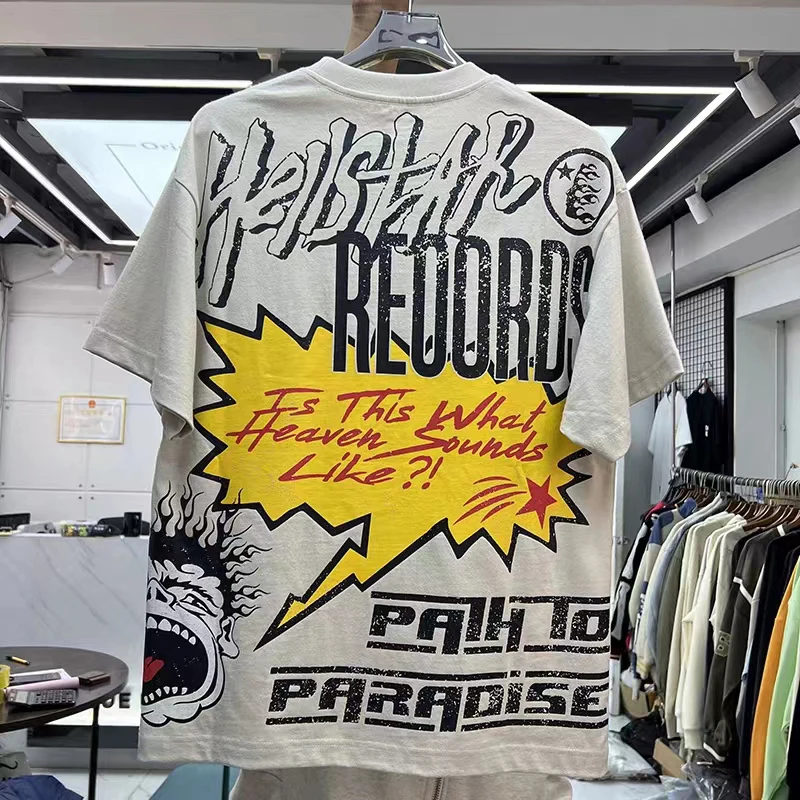 HellStAR
REOORDS
Is This What
Heaven Sounds
Like?!
PATH TO
PARADiSE